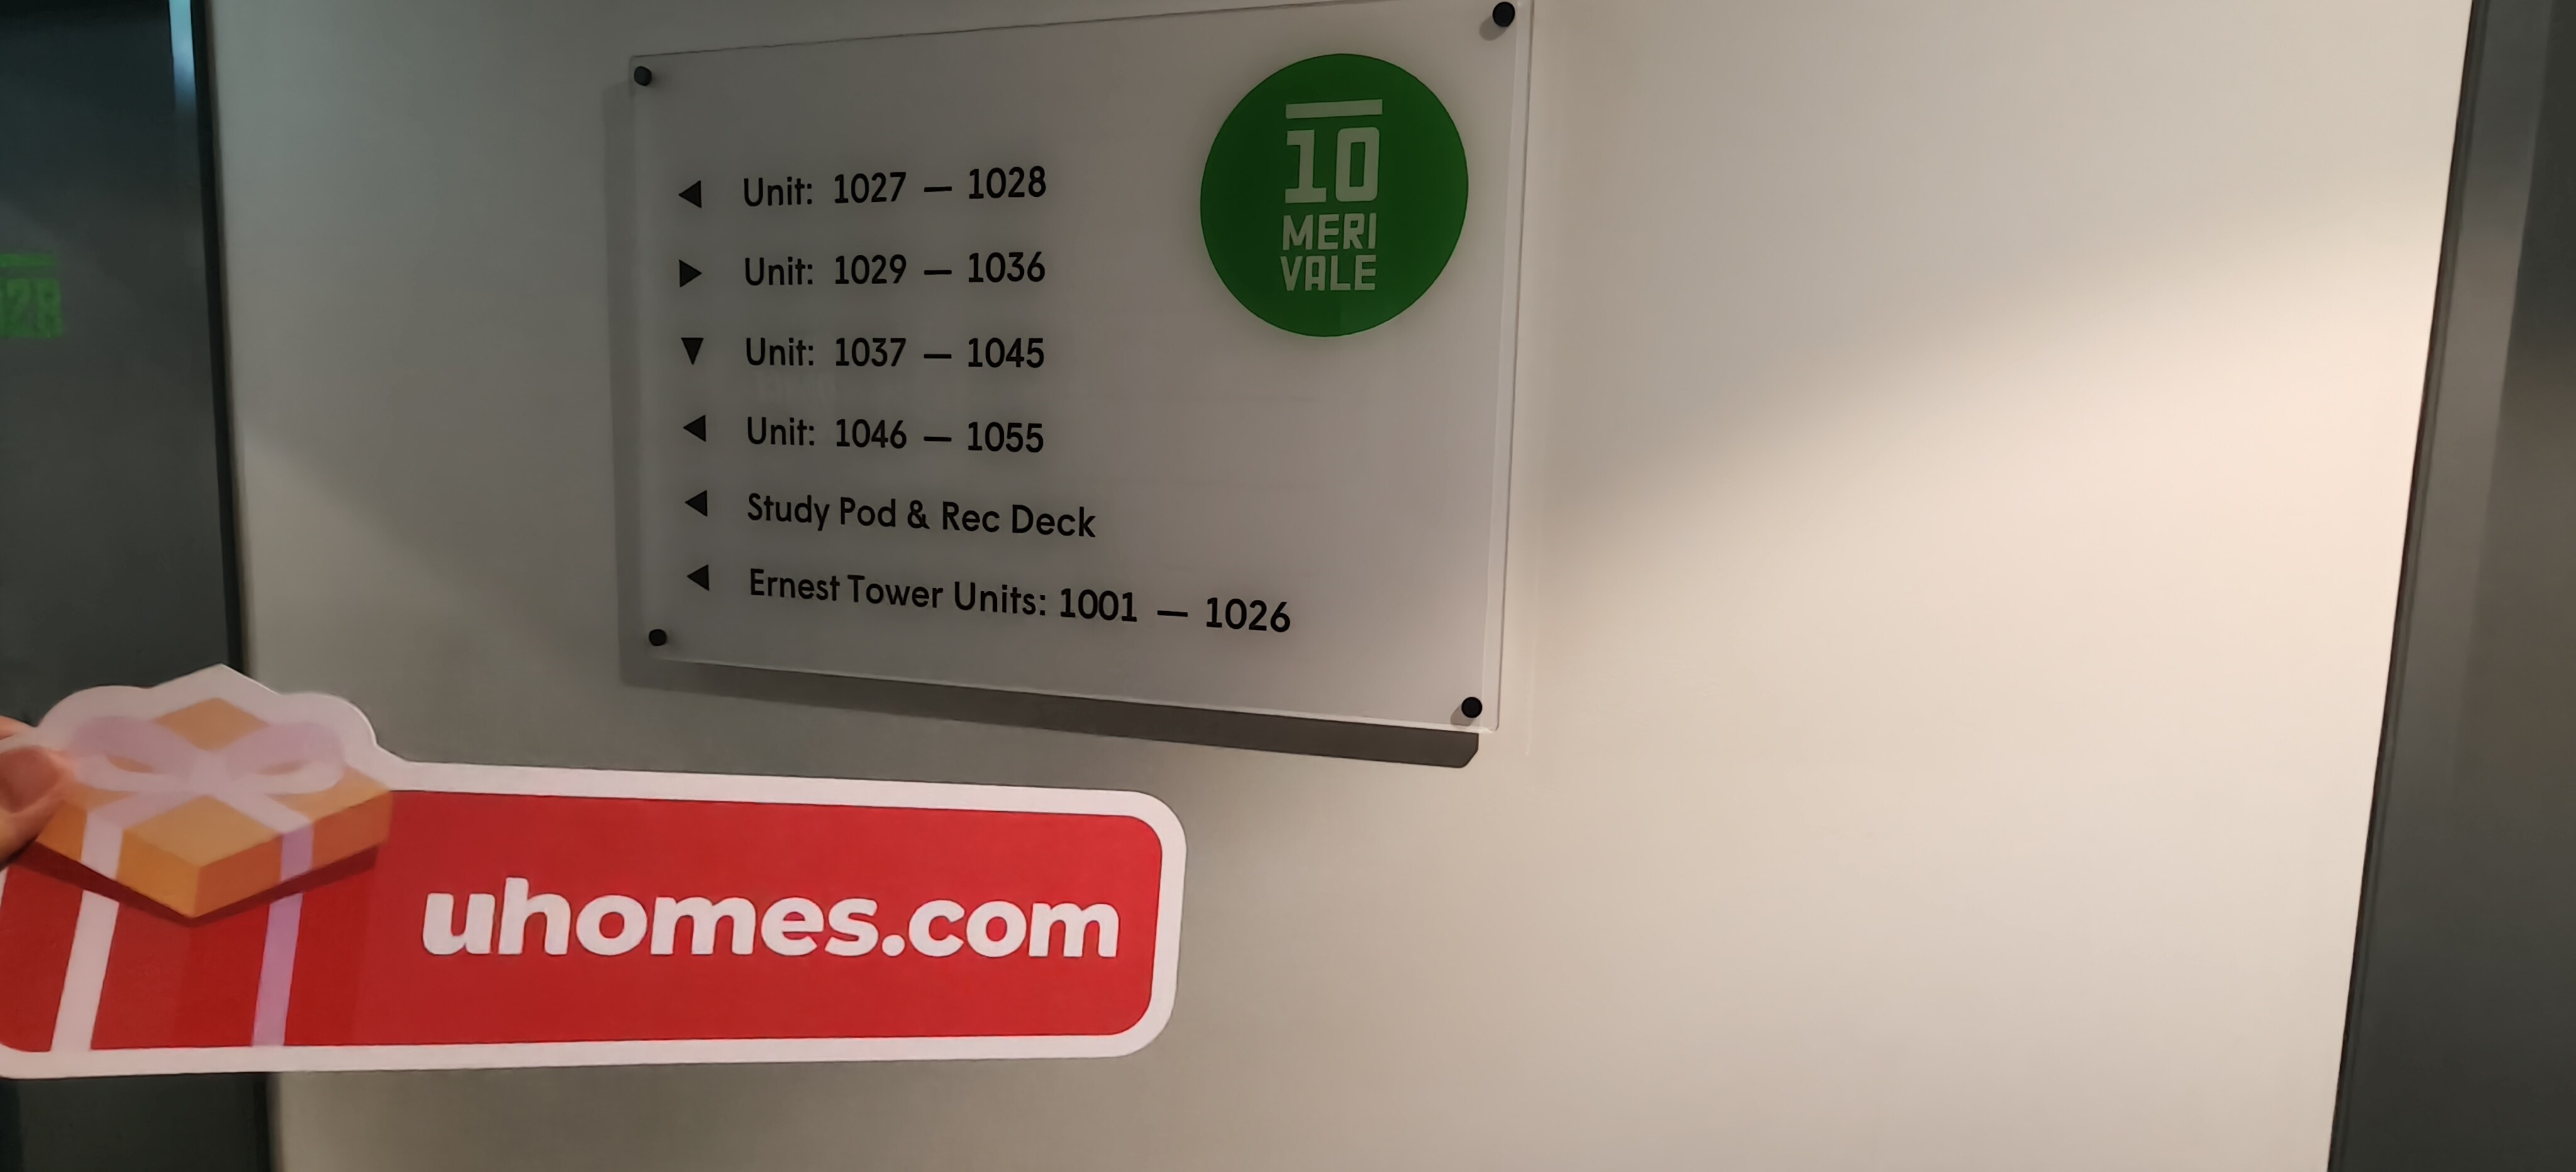 10
MERI
VALE
◀ Unit: 1027 — 1028
▶ Unit: 1029 — 1036
▼ Unit: 1037 — 1045
◀ Unit: 1046 — 1055
◀ Study Pod & Rec Deck
◀ Ernest Tower Units: 1001 — 1026
uhomes.com